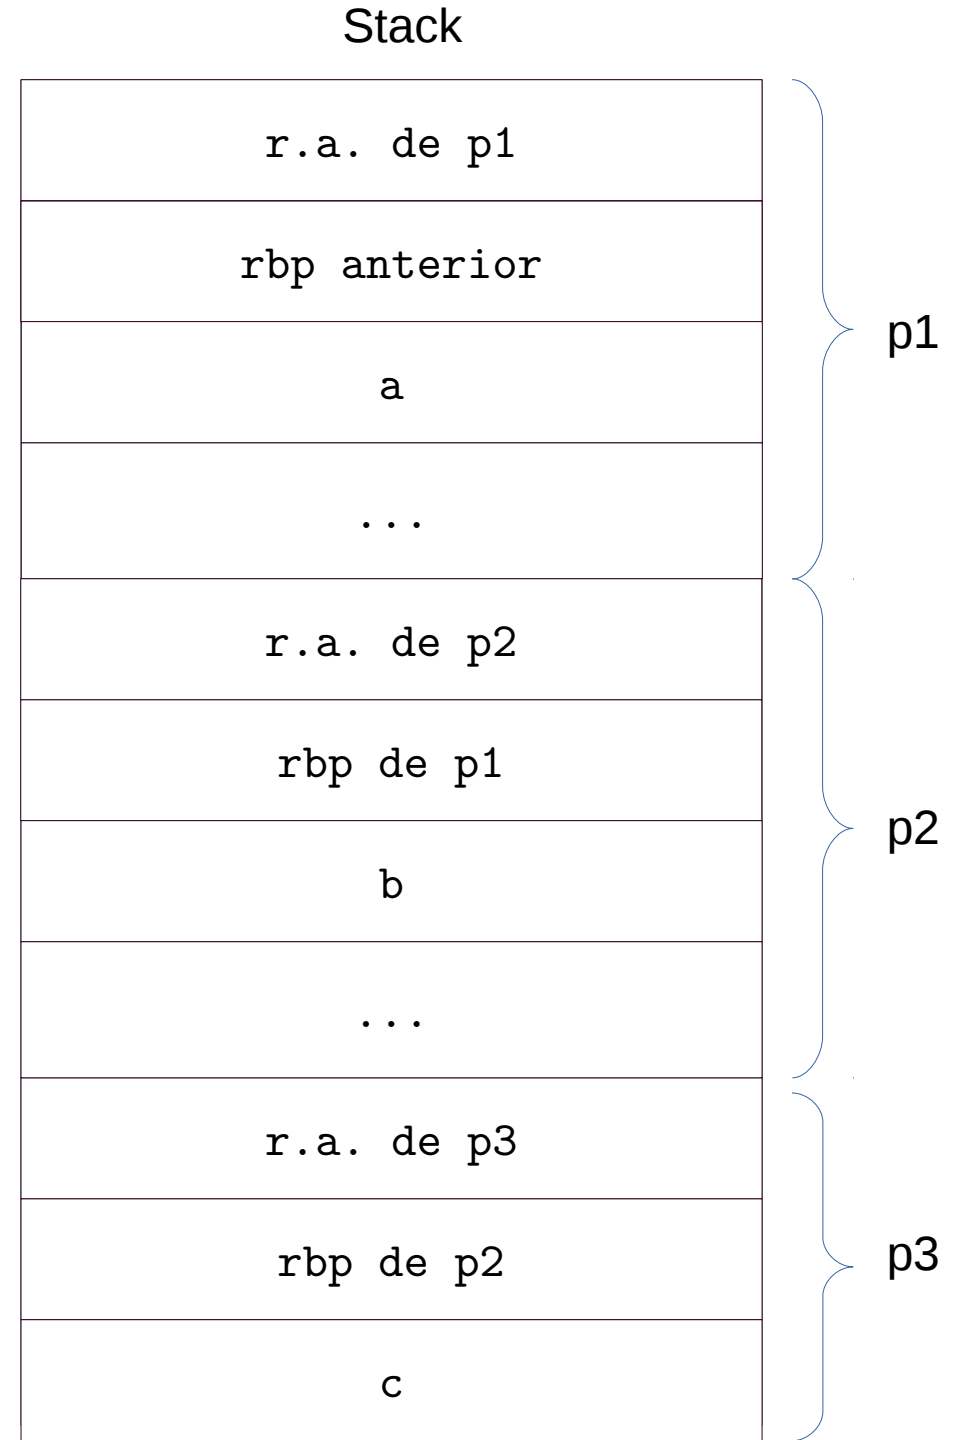 Stack
r.a. de p1
rbp anterior
a
...
p1
r.a. de p2
rbp de p1
b
...
p2
r.a. de p3
rbp de p2
c
p3